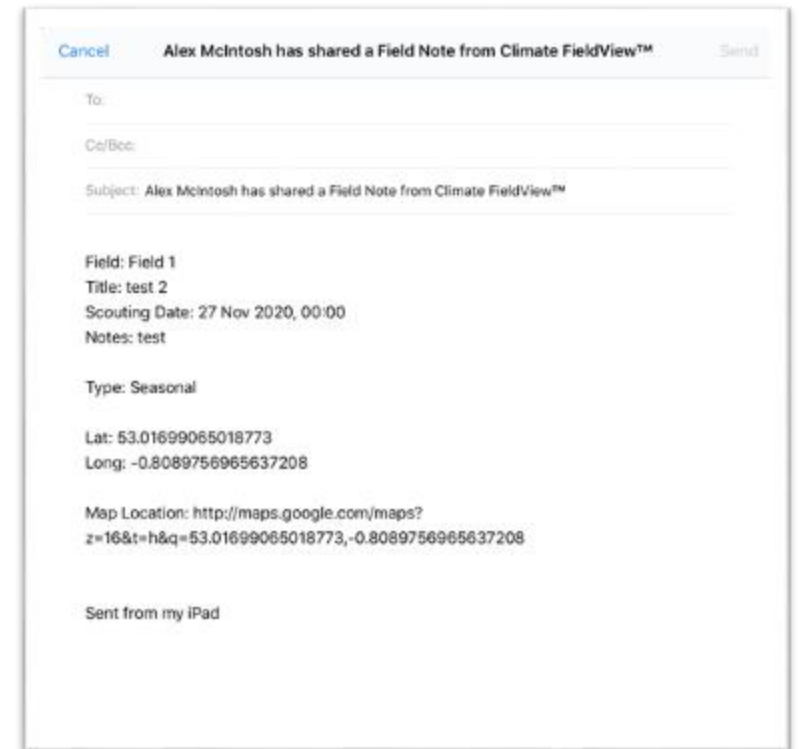 Cancel Alex McIntosh has shared a Field Note from Climate FieldView™ Send
To:
Cc/Bcc:
Subject: Alex McIntosh has shared a Field Note from Climate FieldView™
Field: Field 1
Title: test 2
Scouting Date: 27 Nov 2020, 00:00
Notes: test
Type: Seasonal
Lat: 53.01699065018773
Long: -0.8089756965637208
Map Location: http://maps.google.com/maps?
z=16&t=h&q=53.01699065018773,-0.8089756965637208
Sent from my iPad